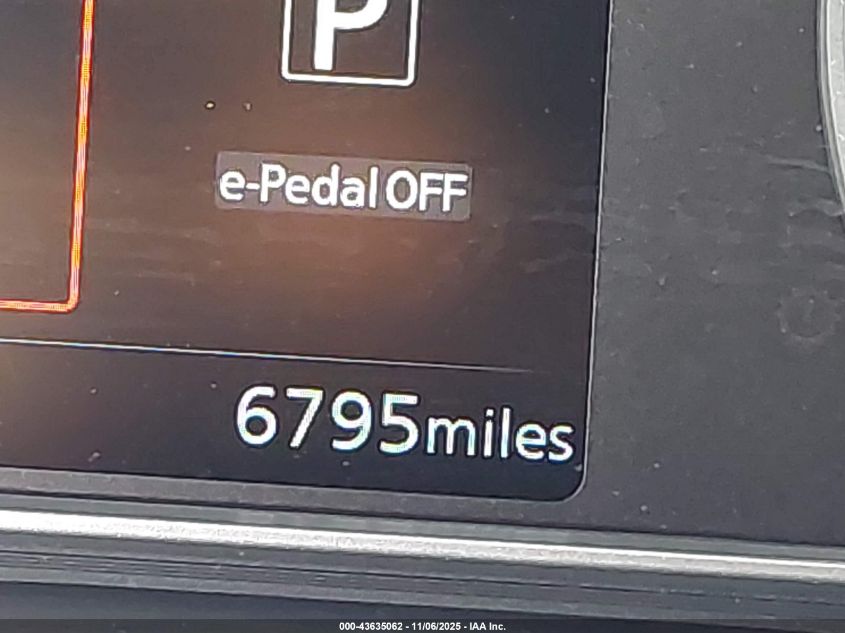 P
e-Pedal OFF
6795miles
000-43635062 - 11/06/2025 - IAA Inc.